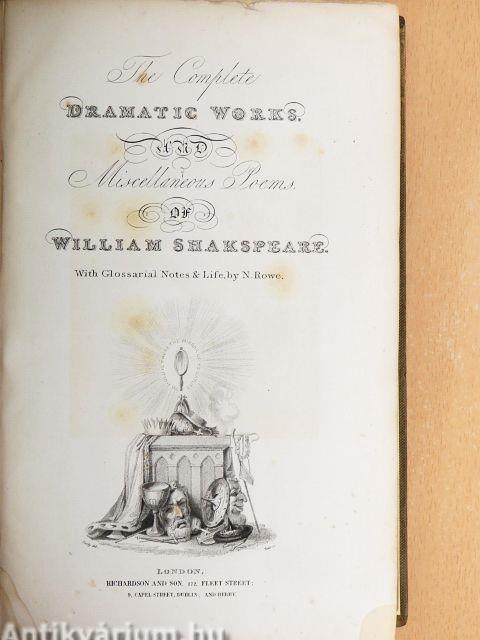 The Complete
DRAMATIC WORKS.
AND
Miscellaneous Poems.
OF
WILLIAM SHAKSPEARE.
With Glossarial Notes & Life, by N. Rowe.
LONDON,
RICHARDSON AND SON, 172, FLEET STREET;
9, CAPEL STREET, DUBLIN; AND DERBY.
Antikvárium.hu